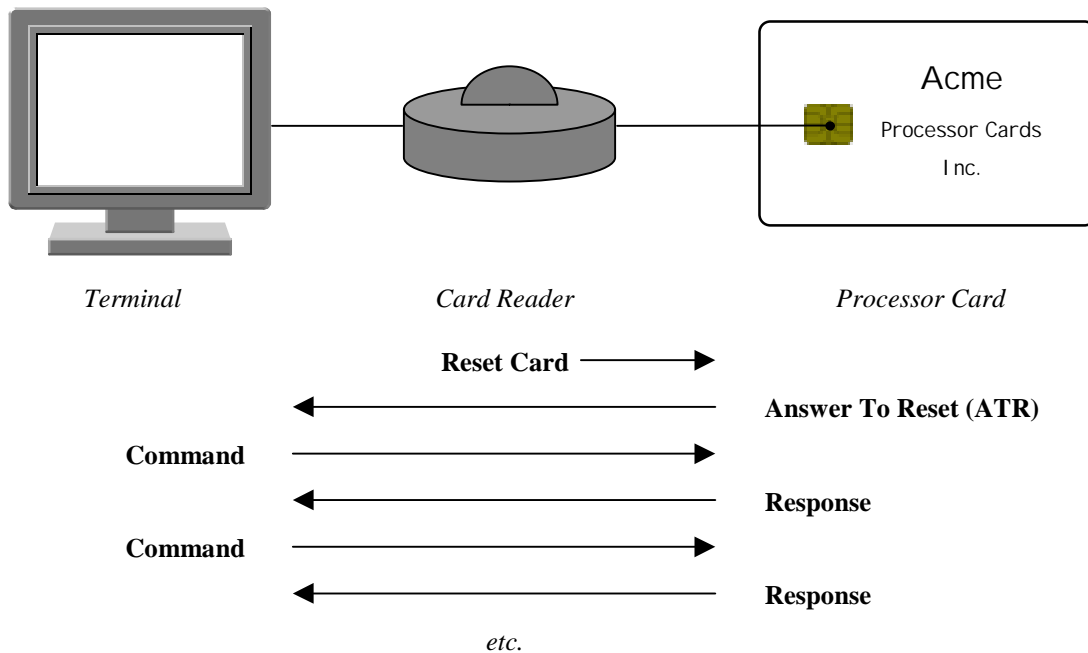 Acme
Processor Cards
Inc.
Terminal
Card Reader
Processor Card
Reset Card
Answer To Reset (ATR)
Command
Response
Command
Response
etc.